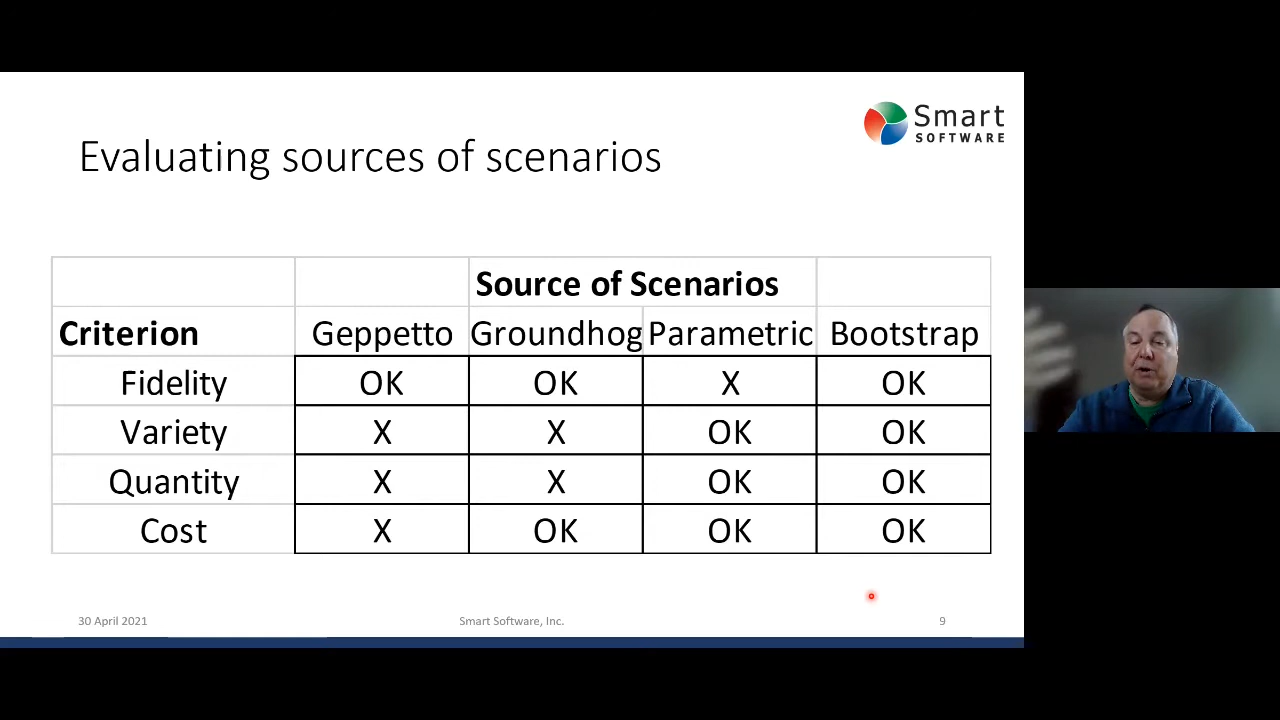 Smart
SOFTWARE
Evaluating sources of scenarios
Source of Scenarios
Criterion Geppetto Groundhog Parametric Bootstrap
Fidelity OK OK X OK
Variety X X OK OK
Quantity X X OK OK
Cost X OK OK OK
30 April 2021 Smart Software, Inc. 9